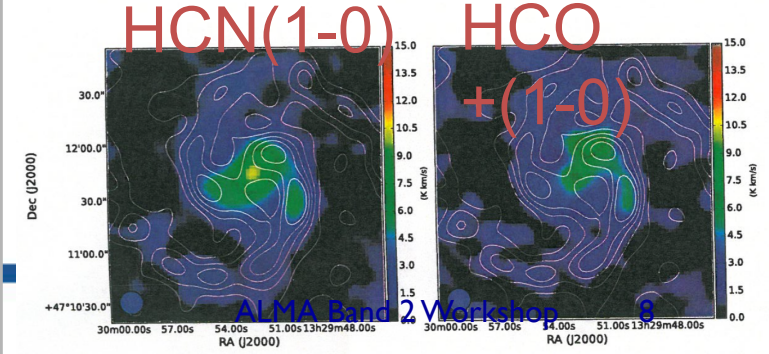 HCN(1-0)
HCO
+(1-0)
15.0
13.5
12.0
10.5
9.0
7.5
6.0
4.5
3.0
1.5
(K km/s)
Dec (J2000)
30.0"
12'00.0"
30.0"
11'00.0"
+47°10'30.0"
30m00.00s 57.00s 54.00s 51.00s 13h29m48.00s
RA (J2000)
15.0
13.5
12.0
10.5
9.0
7.5
6.0
4.5
3.0
1.5
0.0
(K km/s)
30m00.00s 57.00s 54.00s 51.00s 13h29m48.00s
RA (J2000)
ALMA Band 2 Workshop 8